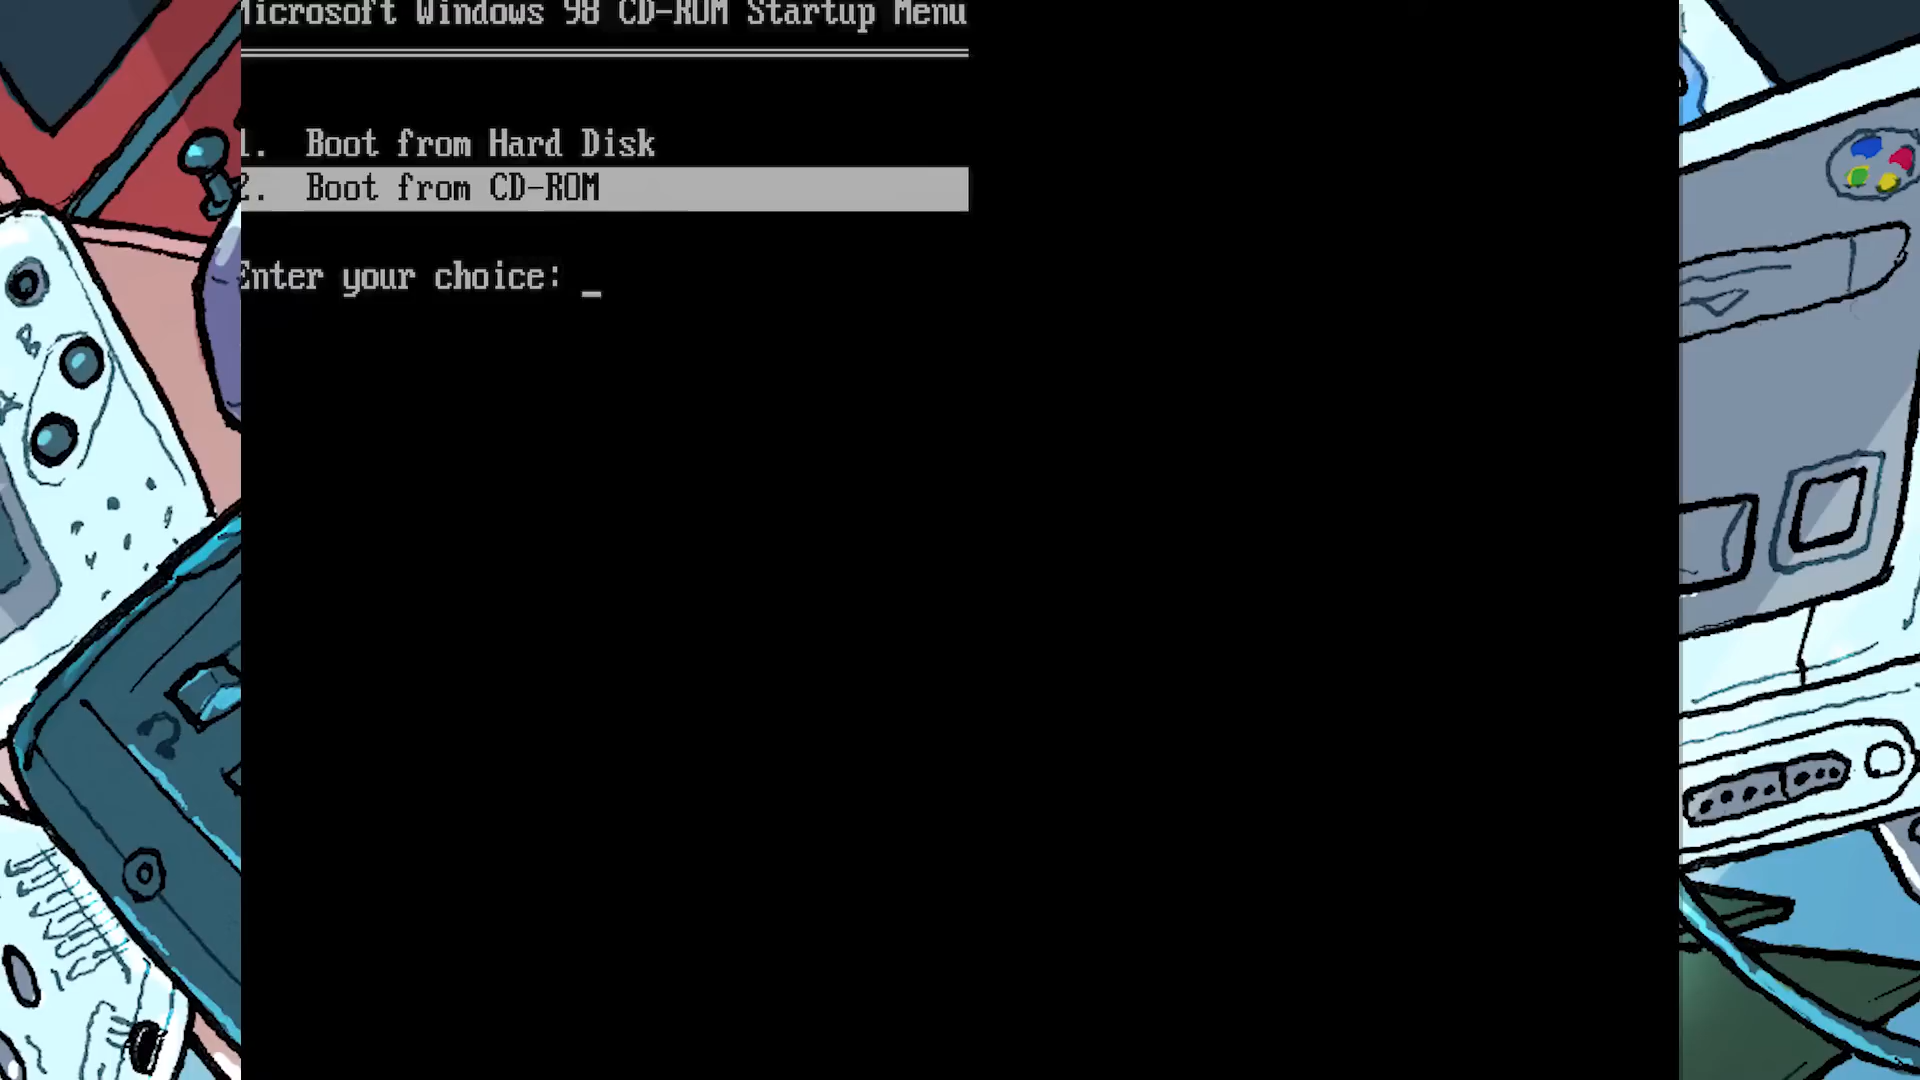 Microsoft Windows 98 CD-ROM Startup Menu
1. Boot from Hard Disk
2. Boot from CD-ROM
Enter your choice: _
B
A